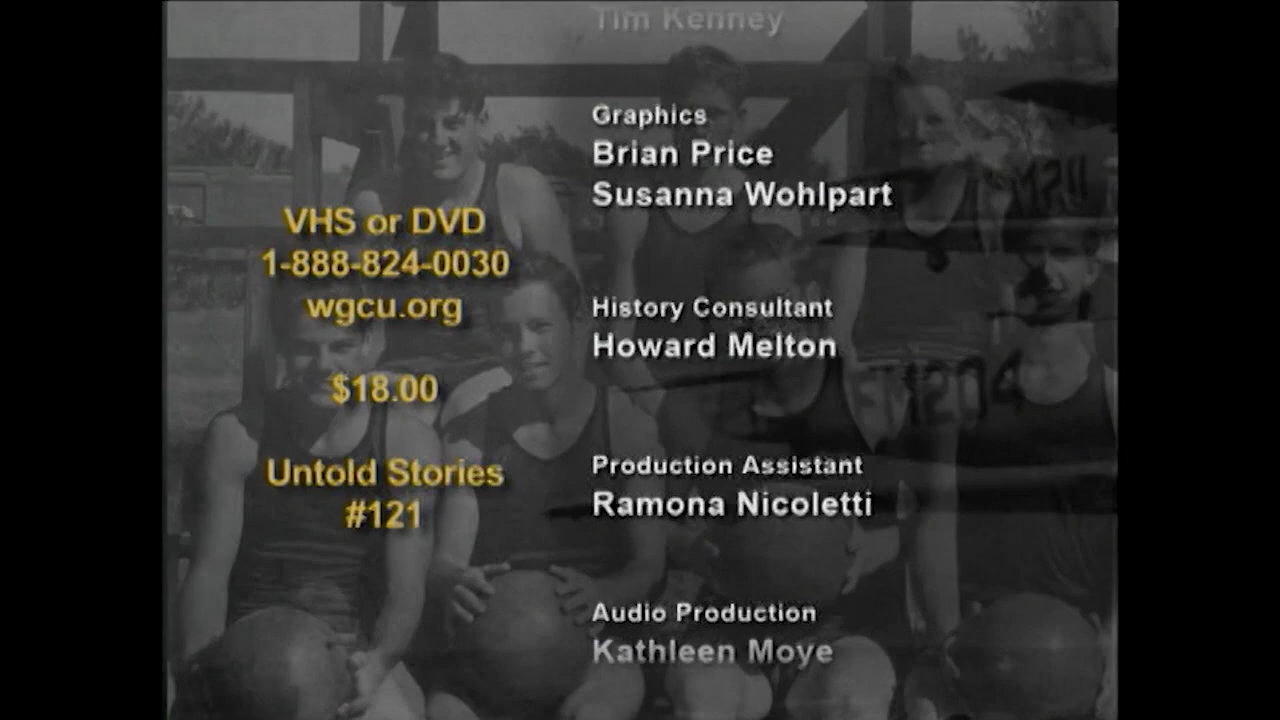 Tim Kenney
Graphics
Brian Price
Susanna Wohlpart
VHS or DVD
1-888-824-0030
wgcu.org
$18.00
Untold Stories
#121
History Consultant
Howard Melton
Production Assistant
Ramona Nicoletti
Audio Production
Kathleen Moye